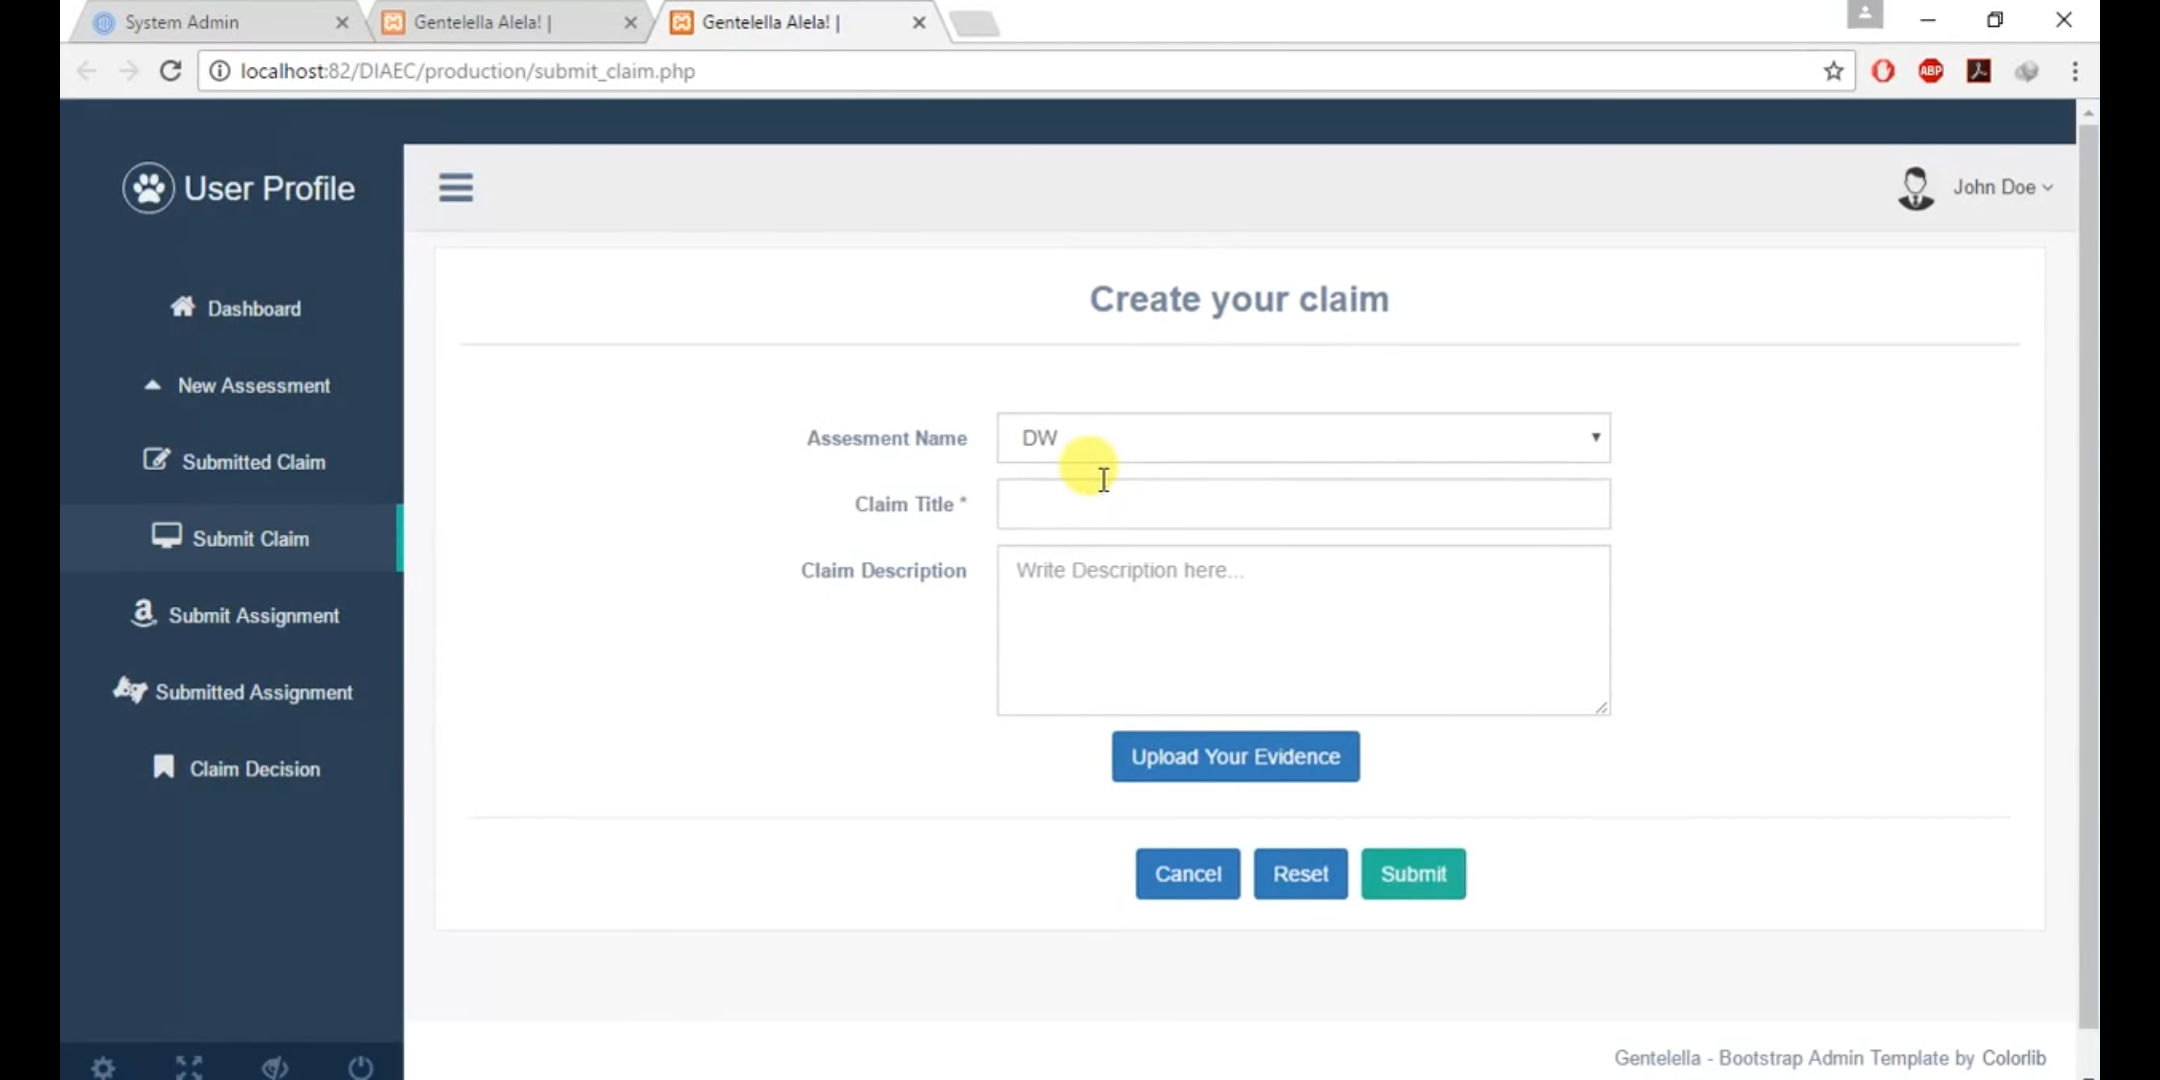 System Admin
Gentelella Alela! |
Gentelella Alela! |
localhost:82/DIAEC/production/submit_claim.php
ABP
User Profile
John Doe
Create your claim
Dashboard
New Assessment
Submitted Claim
Submit Claim
Submit Assignment
Submitted Assignment
Claim Decision
Assesment Name
DW
Claim Title *
Claim Description
Write Description here...
Upload Your Evidence
Cancel
Reset
Submit
Gentelella - Bootstrap Admin Template by Colorlib